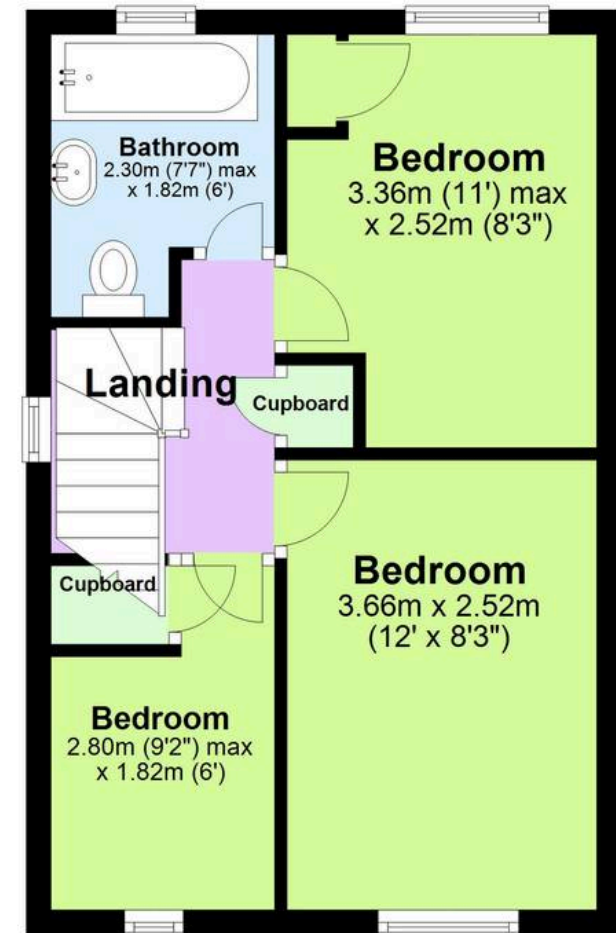 Bathroom
2.30m (7'7") max
x 1.82m (6')
Bedroom
3.36m (11') max
x 2.52m (8'3")
Landing
Cupboard
Cupboard
Bedroom
3.66m x 2.52m
(12' x 8'3")
Bedroom
2.80m (9'2") max
x 1.82m (6')